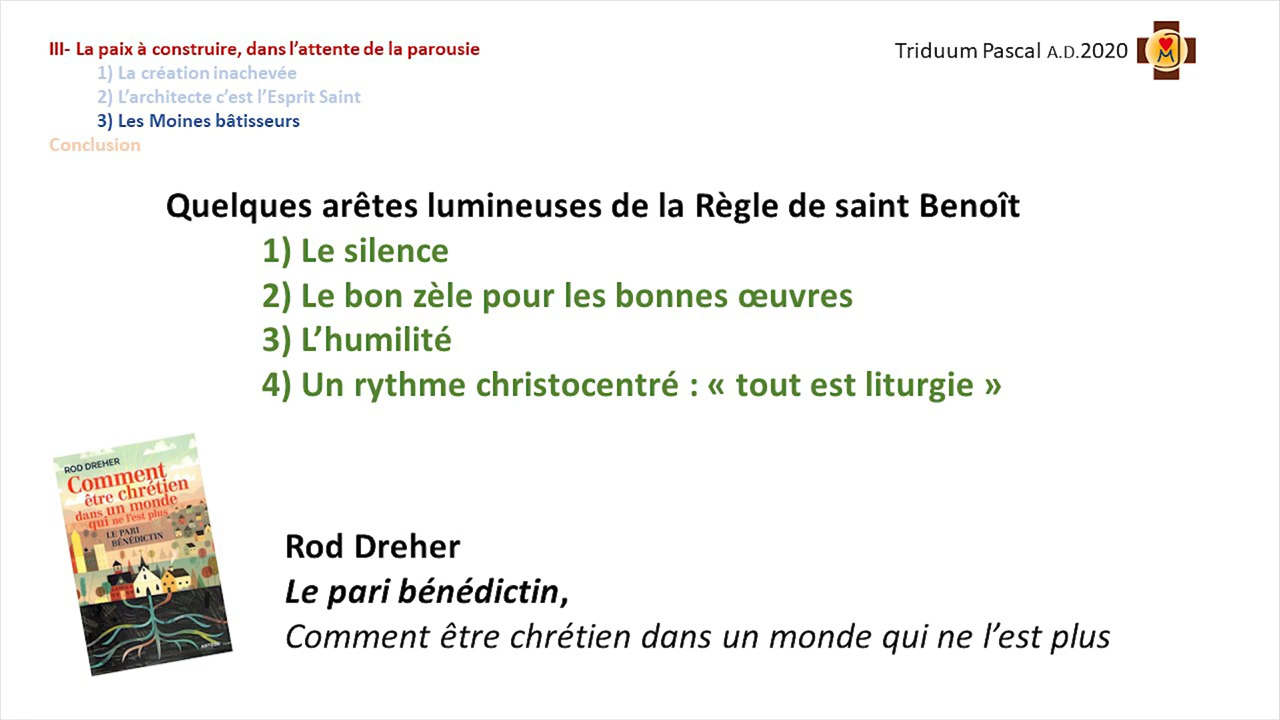 III- La paix à construire, dans l’attente de la parousie
1) La création inachevée
2) L’architecte c’est l’Esprit Saint
3) Les Moines bâtisseurs
Conclusion
Triduum Pascal A.D.2020
Quelques arêtes lumineuses de la Règle de saint Benoît
1) Le silence
2) Le bon zèle pour les bonnes œuvres
3) L’humilité
4) Un rythme christocentré : « tout est liturgie »
ROD DREHER
Comment
être chrétien
dans un monde
qui ne l’est plus
LE PARI
BÉNÉDICTIN
Rod Dreher
Le pari bénédictin,
Comment être chrétien dans un monde qui ne l’est plus